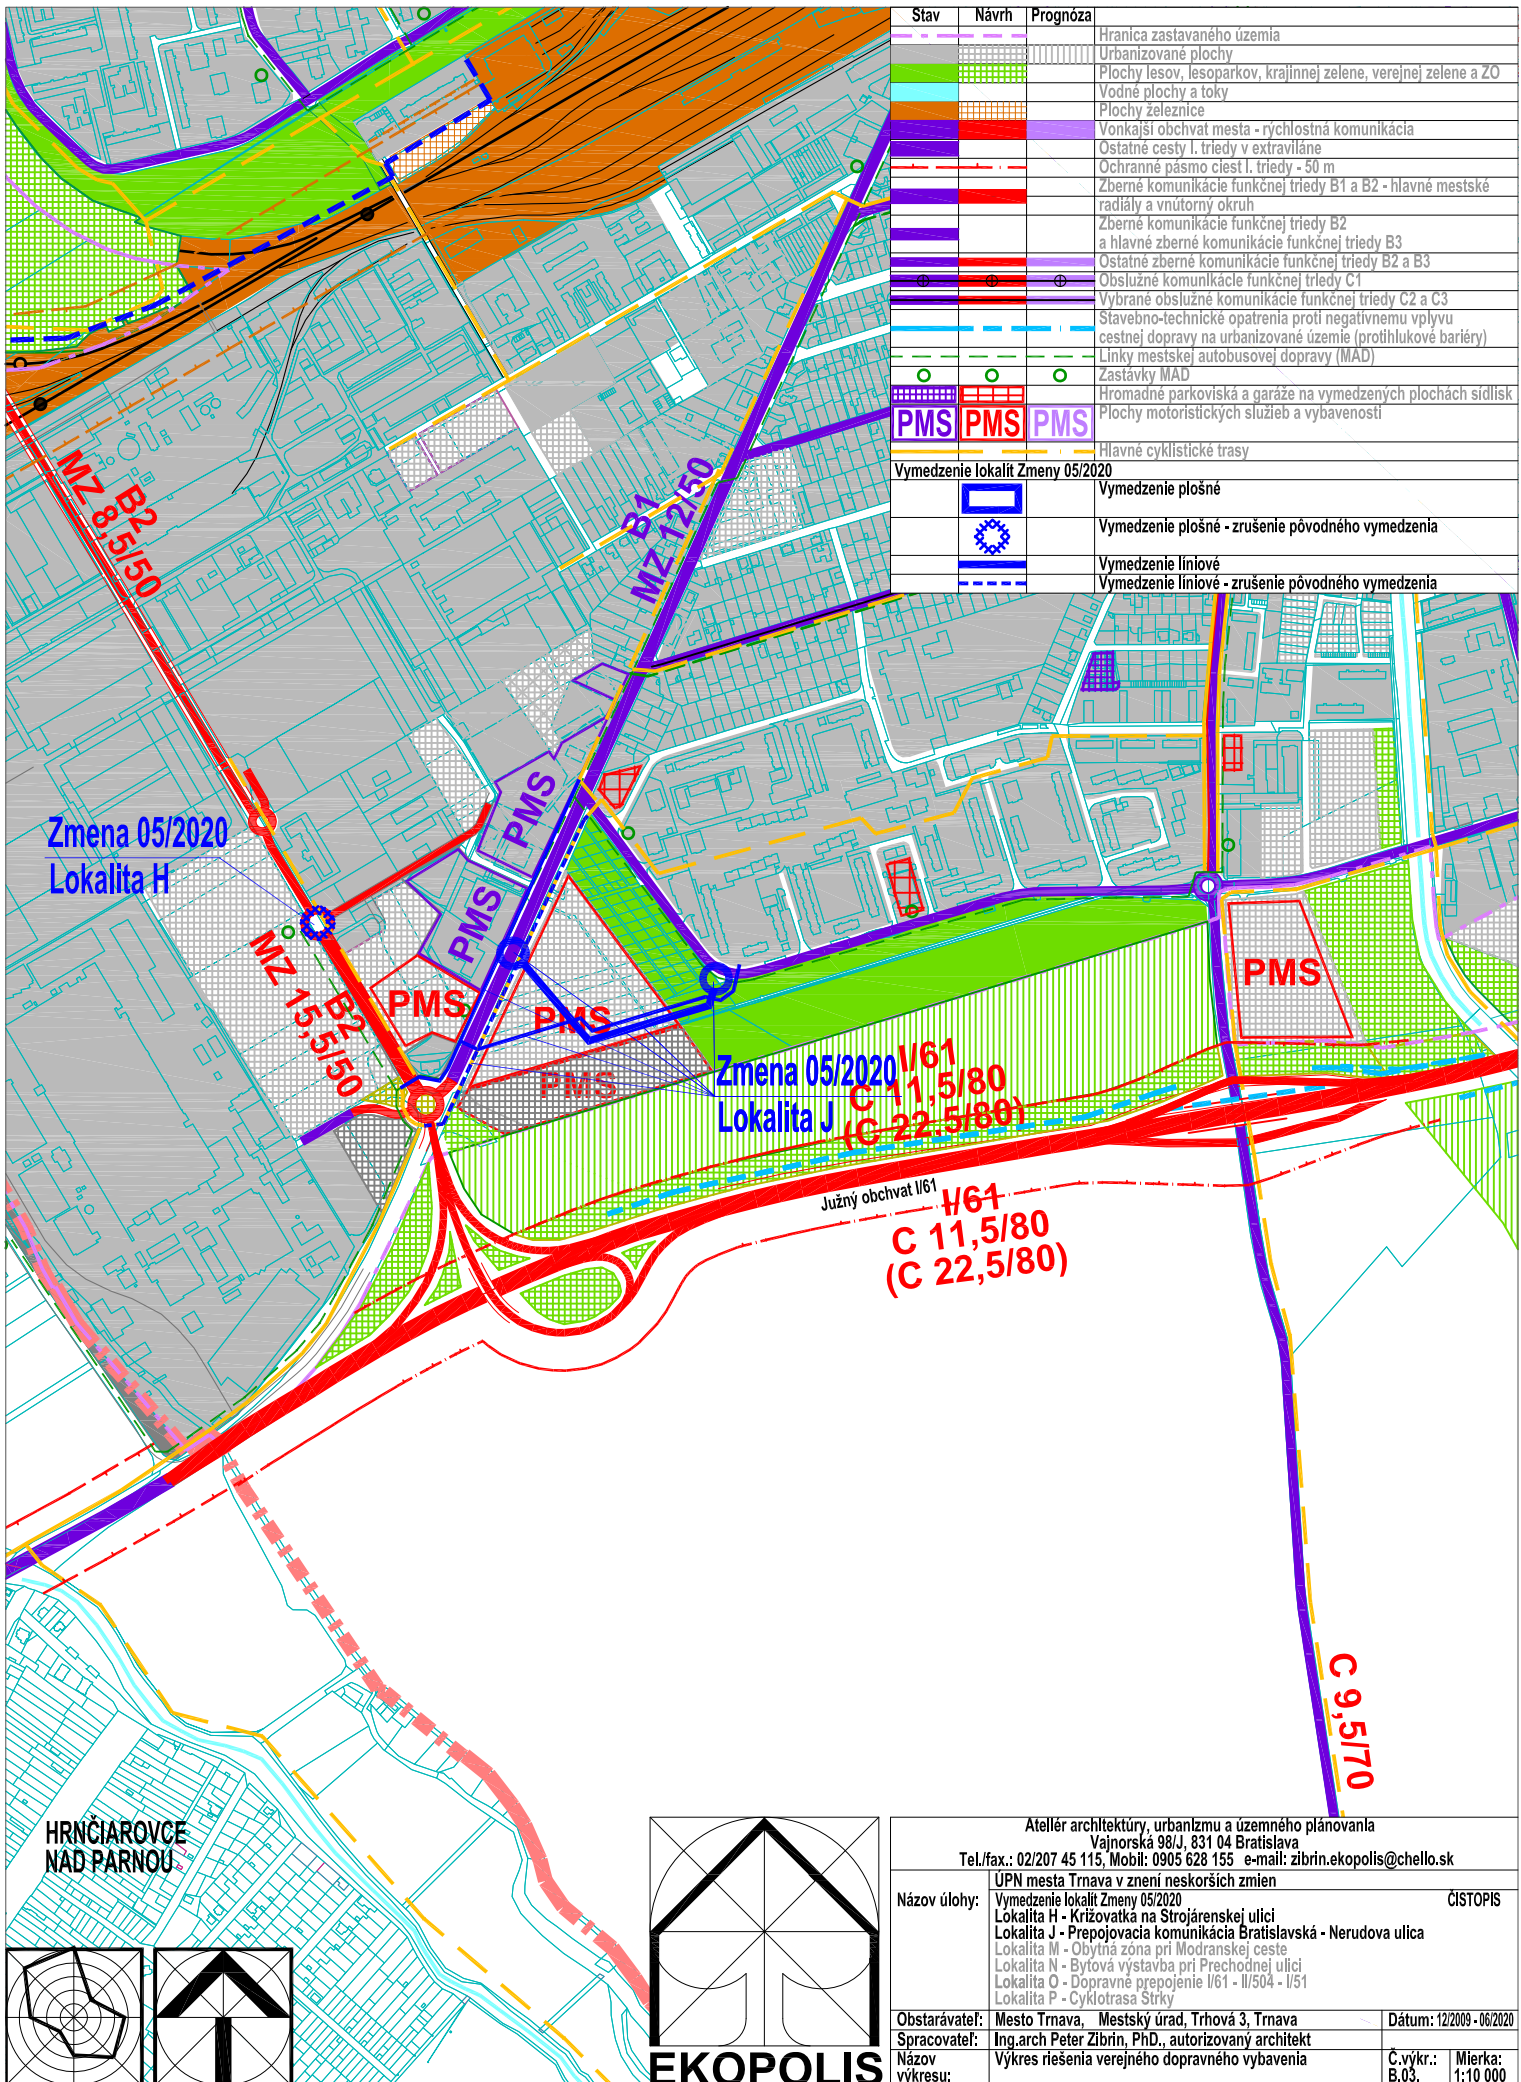 Stav Návrh Prognóza
Hranica zastavaného územia
Urbanizované plochy
Plochy lesov, lesoparkov, krajinnej zelene, verejnej zelene a ZO
Vodné plochy a toky
Plochy železnice
Vonkajší obchvat mesta - rýchlostná komunikácia
Ostatné cesty I. triedy v extraviláne
Ochranné pásmo ciest I. triedy - 50 m
Zberné komunikácie funkčnej triedy B1 a B2 - hlavné mestské
radiály a vnútorný okruh
Zberné komunikácie funkčnej triedy B2
a hlavné zberné komunikácie funkčnej triedy B3
Ostatné zberné komunikácie funkčnej triedy B2 a B3
Obslužné komunikácie funkčnej triedy C1
Vybrané obslužné komunikácie funkčnej triedy C2 a C3
Stavebno-technické opatrenia proti negatívnemu vplyvu
cestnej dopravy na urbanizované územie (protihlukové bariéry)
Linky mestskej autobusovej dopravy (MAD)
Zastávky MAD
Hromadné parkoviská a garáže na vymedzených plochách sídlisk
PMS PMS PMS Plochy motoristických služieb a vybavenosti
Hlavné cyklistické trasy
Vymedzenie lokalít Zmeny 05/2020
Vymedzenie plošné
Vymedzenie plošné - zrušenie pôvodného vymedzenia
Vymedzenie líniové
Vymedzenie líniové - zrušenie pôvodného vymedzenia
B2
MZ 8,5/50
B1
MZ 12/50
Zmena 05/2020
Lokalita H
PMS
PMS
PMS
PMS
PMS
PMS
B2
MZ 15,5/50
Zmena 05/2020
Lokalita J
I/61
C 11,5/80
(C 22,5/80)
Južný obchvat I/61
I/61
C 11,5/80
(C 22,5/80)
C 9,5/70
HRNČIAROVCE
NAD PARNOU
EKOPOLIS
Ateliér architektúry, urbanizmu a územného plánovania
Vajnorská 98/J, 831 04 Bratislava
Tel./fax.: 02/207 45 115, Mobil: 0905 628 155 e-mail: zibrin.ekopolis@chello.sk
Názov úlohy:
ÚPN mesta Trnava v znení neskorších zmien
Vymedzenie lokalít Zmeny 05/2020 ČISTOPIS
Lokalita H - Križovatka na Strojárenskej ulici
Lokalita J - Prepojovacia komunikácia Bratislavská - Nerudova ulica
Lokalita M - Obytná zóna pri Modranskej ceste
Lokalita N - Bytová výstavba pri Prechodnej ulici
Lokalita O - Dopravné prepojenie I/61 - II/504 - I/51
Lokalita P - Cyklotrasa Strky
Obstarávateľ: Mesto Trnava, Mestský úrad, Trhová 3, Trnava Dátum: 12/2009 - 06/2020
Spracovateľ: Ing.arch Peter Zibrin, PhD., autorizovaný architekt
Názov výkresu: Výkres riešenia verejného dopravného vybavenia
Č.výkr.: B.03.
Mierka: 1:10 000